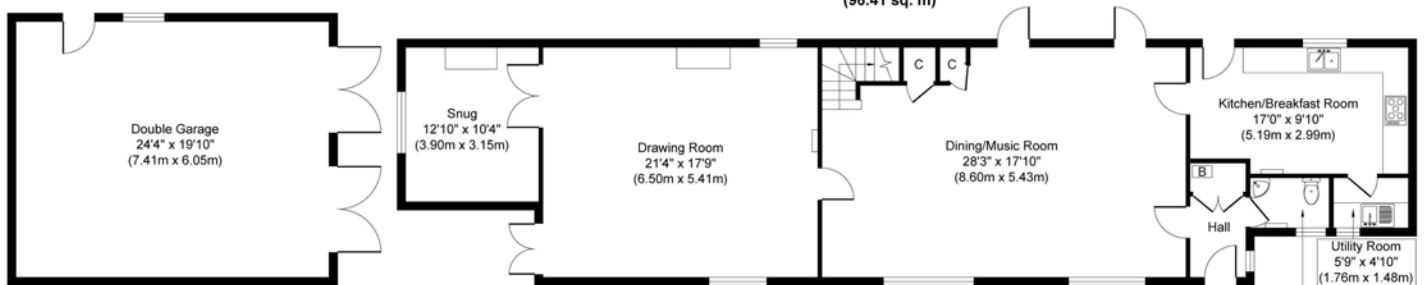 (96.41 sq. m)
Double Garage
24'4" x 19'10"
(7.41m x 6.05m)
Snug
12'10" x 10'4"
(3.90m x 3.15m)
Drawing Room
21'4" x 17'9"
(6.50m x 5.41m)
C
C
Dining/Music Room
28'3" x 17'10"
(8.60m x 5.43m)
Kitchen/Breakfast Room
17'0" x 9'10"
(5.19m x 2.99m)
B
Hall
Utility Room
5'9" x 4'10"
(1.76m x 1.48m)